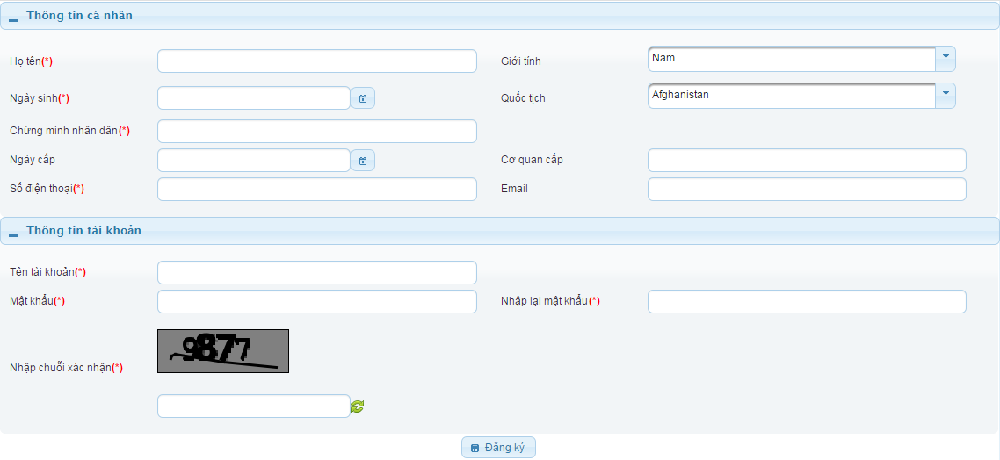 Thông tin cá nhân
Họ tên(*)
Giới tính
Nam
Ngày sinh(*)
Quốc tịch
Afghanistan
Chứng minh nhân dân(*)
Ngày cấp
Cơ quan cấp
Số điện thoại(*)
Email
Thông tin tài khoản
Tên tài khoản(*)
Mật khẩu(*)
Nhập lại mật khẩu(*)
9877
Nhập chuỗi xác nhận(*)
Đăng ký